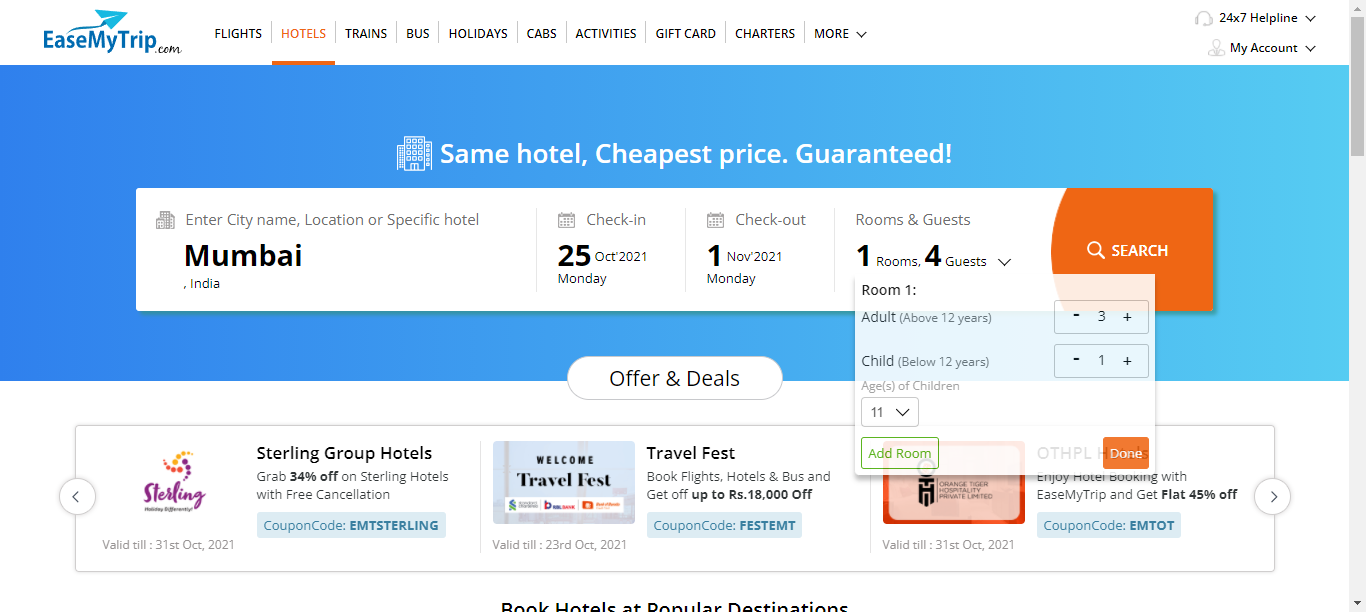 EaseMyTrip.com
FLIGHTS HOTELS TRAINS BUS HOLIDAYS CABS ACTIVITIES GIFT CARD CHARTERS MORE
24x7 Helpline
My Account
Same hotel, Cheapest price. Guaranteed!
Enter City name, Location or Specific hotel
Mumbai
, India
Check-in
25 Oct'2021
Monday
Check-out
1 Nov'2021
Monday
Rooms & Guests
1 Rooms, 4 Guests
SEARCH
Room 1:
Adult (Above 12 years) - 3 +
Child (Below 12 years) - 1 +
Age(s) of Children
11
Add Room Done
Offer & Deals
Sterling
Holiday Differently!
Sterling Group Hotels
Grab 34% off on Sterling Hotels
with Free Cancellation
CouponCode: EMTSTERLING
Valid till : 31st Oct, 2021
WELCOME
Travel Fest
RBLBANK
Travel Fest
Book Flights, Hotels & Bus and
Get off up to Rs.18,000 Off
CouponCode: FESTEMT
Valid till : 23rd Oct, 2021
ORANGE TIGER
HOSPITALITY
PRIVATE LIMITED
OTHPL H
Enjoy Hotel Booking with
EaseMyTrip and Get Flat 45% off
CouponCode: EMTOT
Valid till : 31st Oct, 2021
Book Hotels at Popular Destinations